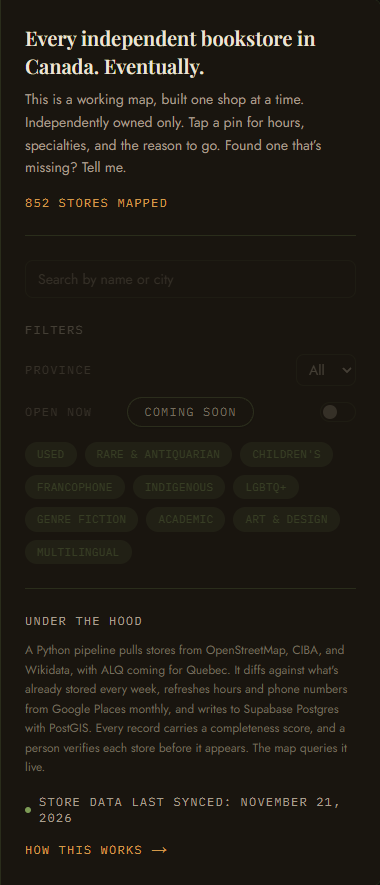 Every independent bookstore in
Canada. Eventually.
This is a working map, built one shop at a time.
Independently owned only. Tap a pin for hours,
specialties, and the reason to go. Found one that's
missing? Tell me.
852 STORES MAPPED
Search by name or city
FILTERS
PROVINCE
All
OPEN NOW
COMING SOON
USED
RARE & ANTIQUARIAN
CHILDREN'S
FRANCOPHONE
INDIGENOUS
LGBTQ+
GENRE FICTION
ACADEMIC
ART & DESIGN
MULTILINGUAL
UNDER THE HOOD
A Python pipeline pulls stores from OpenStreetMap, CIBA, and
Wikidata, with ALQ coming for Quebec. It diffs against what's
already stored every week, refreshes hours and phone numbers
from Google Places monthly, and writes to Supabase Postgres
with PostGIS. Every record carries a completeness score, and a
person verifies each store before it appears. The map queries it
live.
STORE DATA LAST SYNCED: NOVEMBER 21,
2026
HOW THIS WORKS →